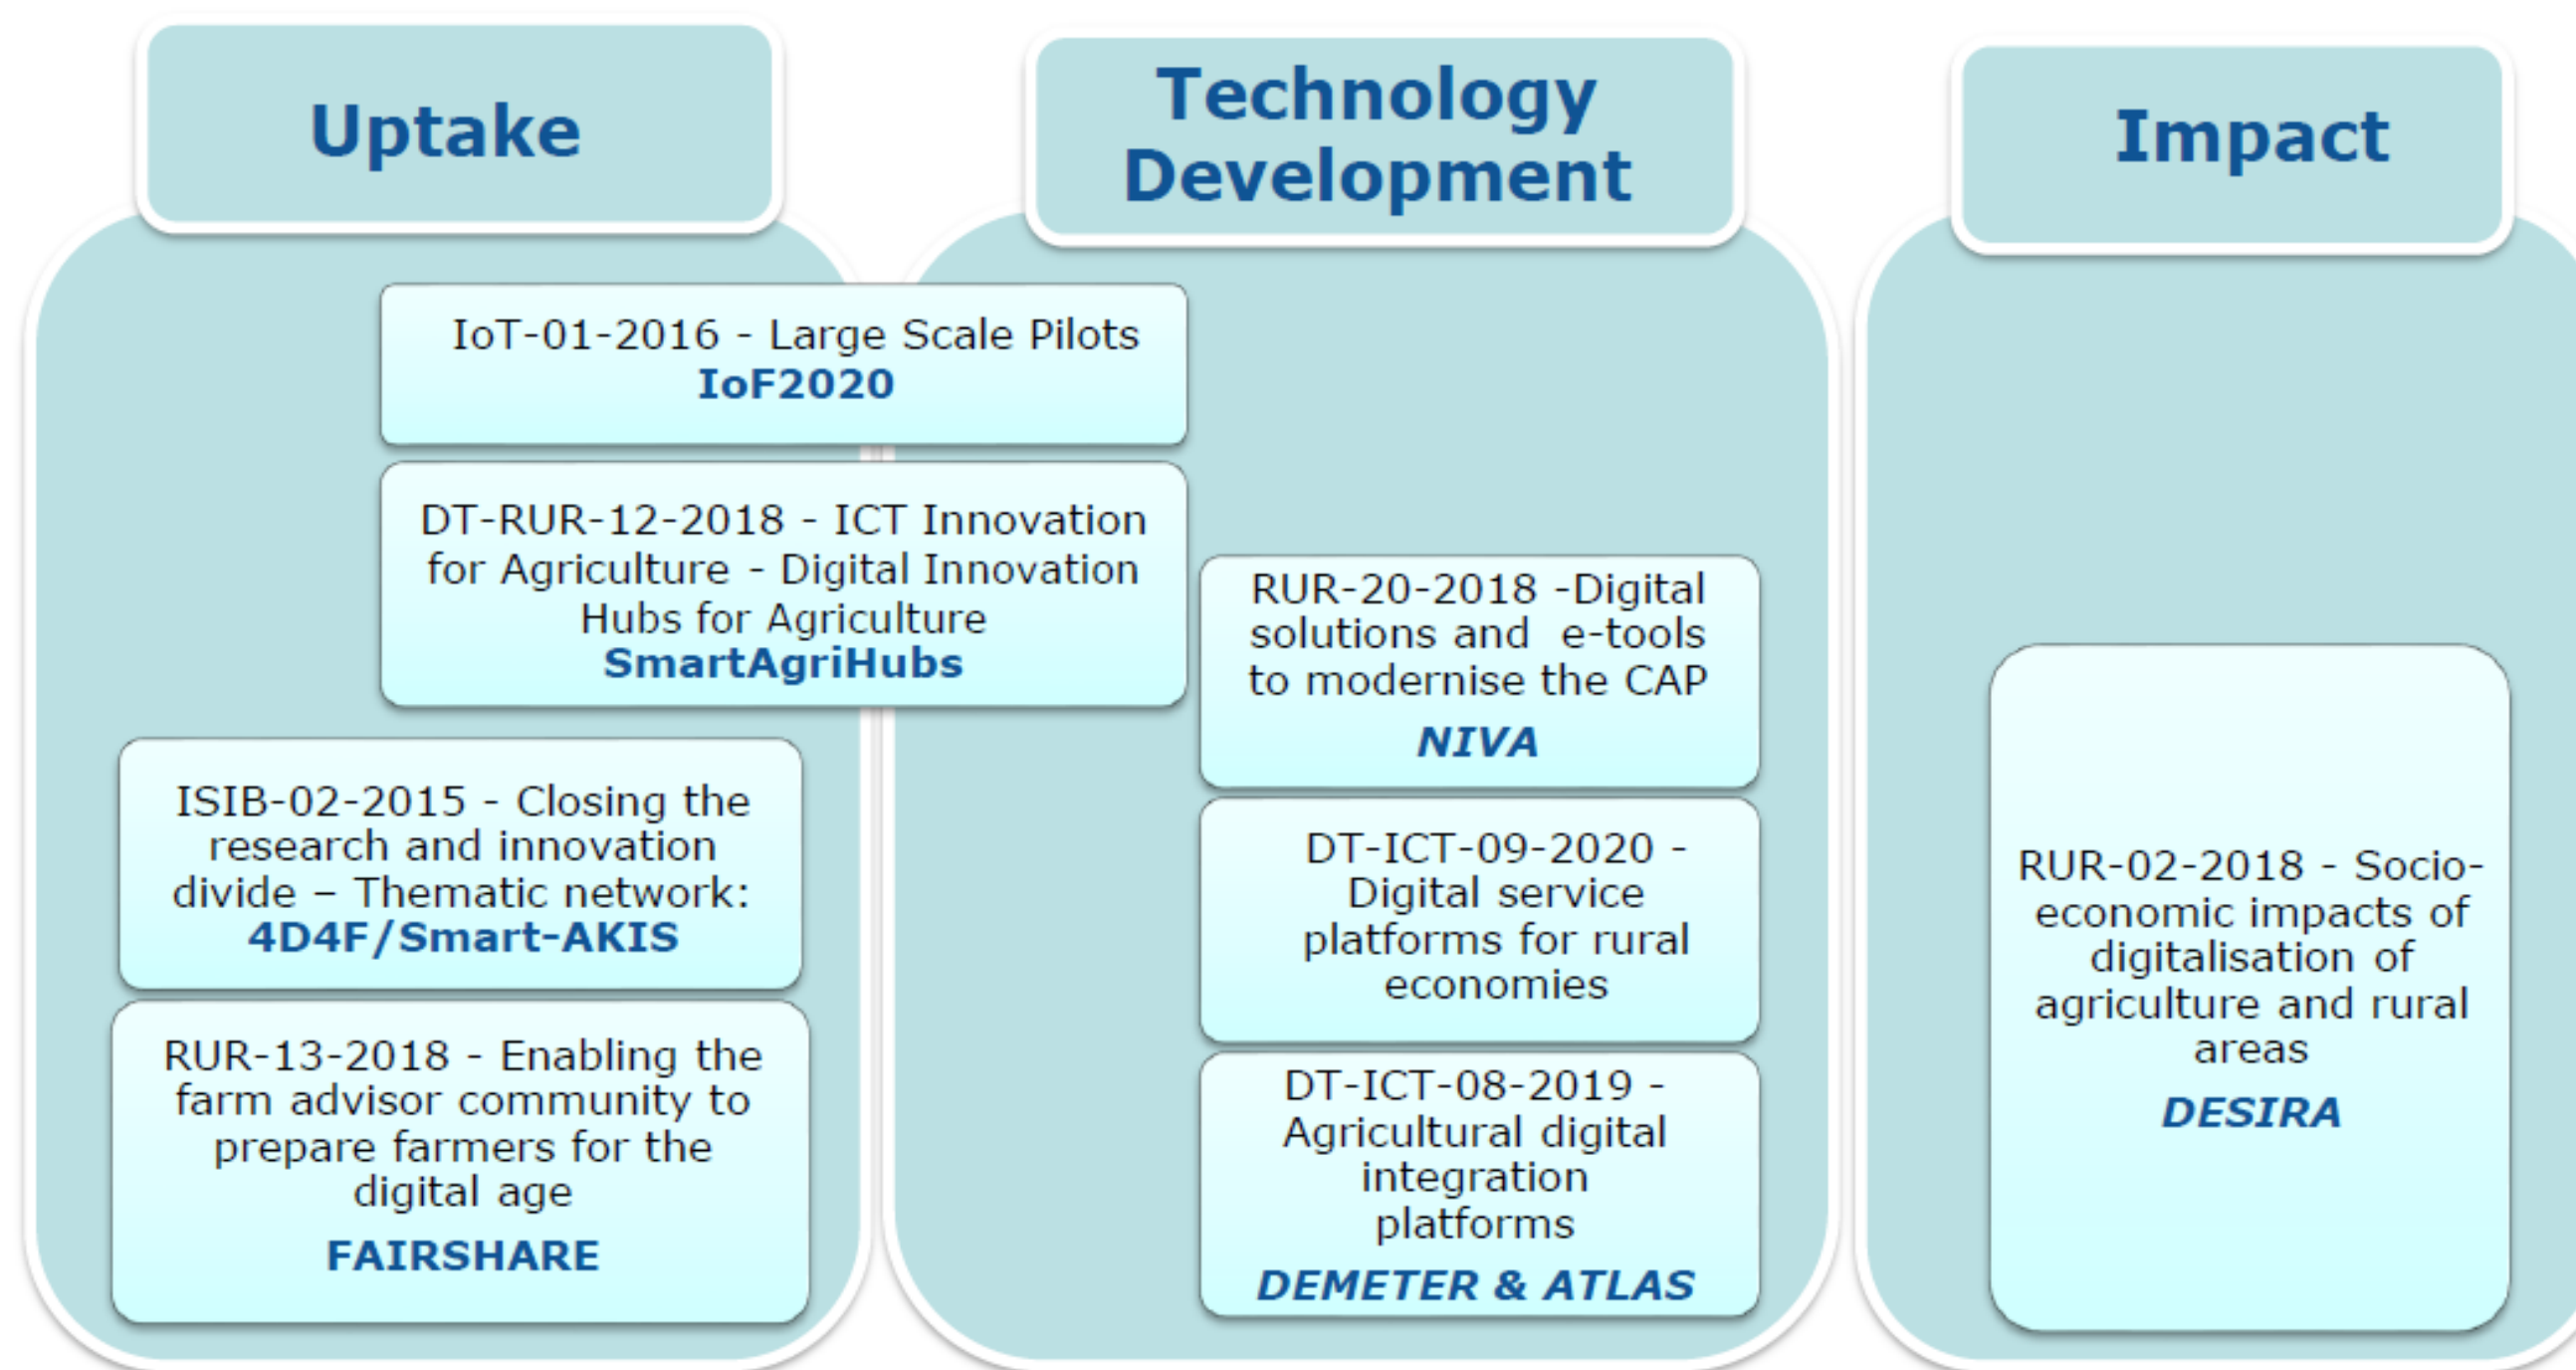 Uptake
Technology
Development
Impact
IoT-01-2016 - Large Scale Pilots
IoF2020
DT-RUR-12-2018 - ICT Innovation
for Agriculture - Digital Innovation
Hubs for Agriculture
SmartAgriHubs
ISIB-02-2015 - Closing the
research and innovation
divide – Thematic network:
4D4F/Smart-AKIS
RUR-13-2018 - Enabling the
farm advisor community to
prepare farmers for the
digital age
FAIRSHARE
RUR-20-2018 -Digital
solutions and e-tools
to modernise the CAP
NIVA
DT-ICT-09-2020 -
Digital service
platforms for rural
economies
DT-ICT-08-2019 -
Agricultural digital
integration
platforms
DEMETER & ATLAS
RUR-02-2018 - Socio-
economic impacts of
digitalisation of
agriculture and rural
areas
DESIRA